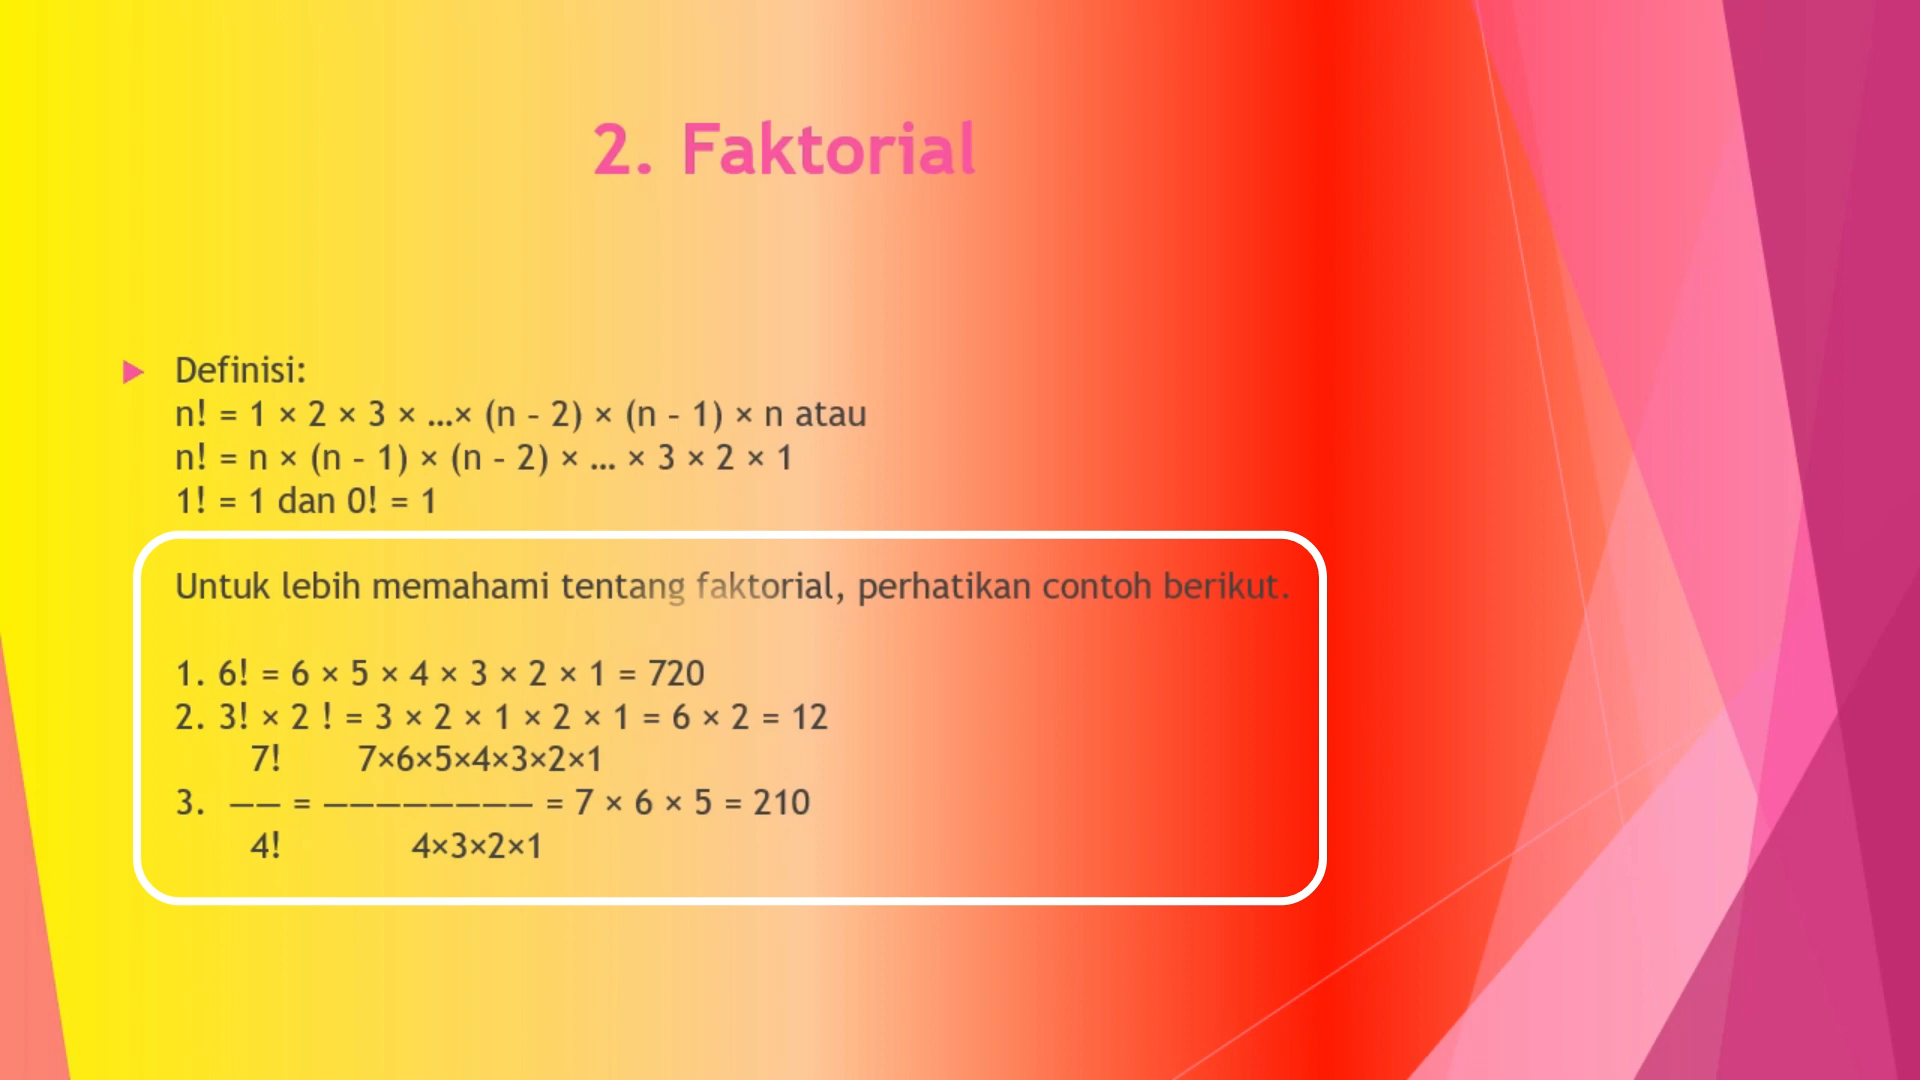 2. Faktorial
Definisi:
n! = 1 × 2 × 3 × …× (n – 2) × (n – 1) × n atau
n! = n × (n – 1) × (n – 2) × … × 3 × 2 × 1
1! = 1 dan 0! = 1
Untuk lebih memahami tentang faktorial, perhatikan contoh berikut.
1. 6! = 6 × 5 × 4 × 3 × 2 × 1 = 720
2. 3! × 2 ! = 3 × 2 × 1 × 2 × 1 = 6 × 2 = 12
7! 7×6×5×4×3×2×1
3. —— = ———————— = 7 × 6 × 5 = 210
4! 4×3×2×1